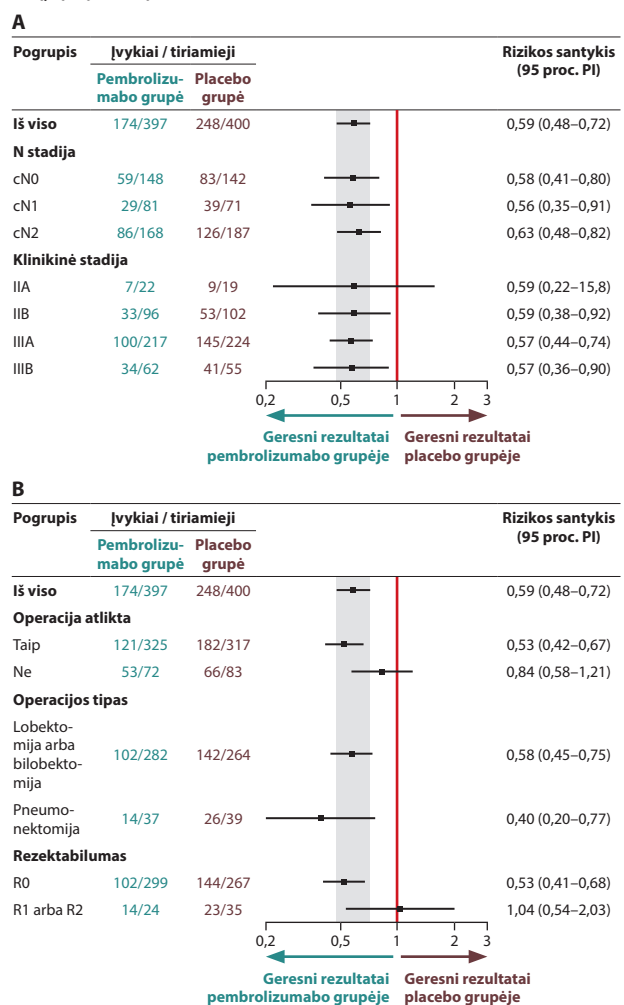 A
Pogrupis Įvykiai / tiriamieji Rizikos santykis
(95 proc. PI)
Pembrolizu- Placebo
mabo grupė grupė
Iš viso 174/397 248/400 0,59 (0,48–0,72)
N stadija
cN0 59/148 83/142 0,58 (0,41–0,80)
cN1 29/81 39/71 0,56 (0,35–0,91)
cN2 86/168 126/187 0,63 (0,48–0,82)
Klinikinė stadija
IIA 7/22 9/19 0,59 (0,22–15,8)
IIB 33/96 53/102 0,59 (0,38–0,92)
IIIA 100/217 145/224 0,57 (0,44–0,74)
IIIB 34/62 41/55 0,57 (0,36–0,90)
0,2 0,5 1 2 3
Geresni rezultatai Geresni rezultatai
pembrolizumabo grupėje placebo grupėje
B
Pogrupis Įvykiai / tiriamieji Rizikos santykis
(95 proc. PI)
Pembrolizu- Placebo
mabo grupė grupė
Iš viso 174/397 248/400 0,59 (0,48–0,72)
Operacija atlikta
Taip 121/325 182/317 0,53 (0,42–0,67)
Ne 53/72 66/83 0,84 (0,58–1,21)
Operacijos tipas
Lobekto-
mija arba
bilobekto- 102/282 142/264 0,58 (0,45–0,75)
mija
Pneumo-
nektomija 14/37 26/39 0,40 (0,20–0,77)
Rezektabilumas
R0 102/299 144/267 0,53 (0,41–0,68)
R1 arba R2 14/24 23/35 1,04 (0,54–2,03)
0,2 0,5 1 2 3
Geresni rezultatai Geresni rezultatai
pembrolizumabo grupėje placebo grupėje